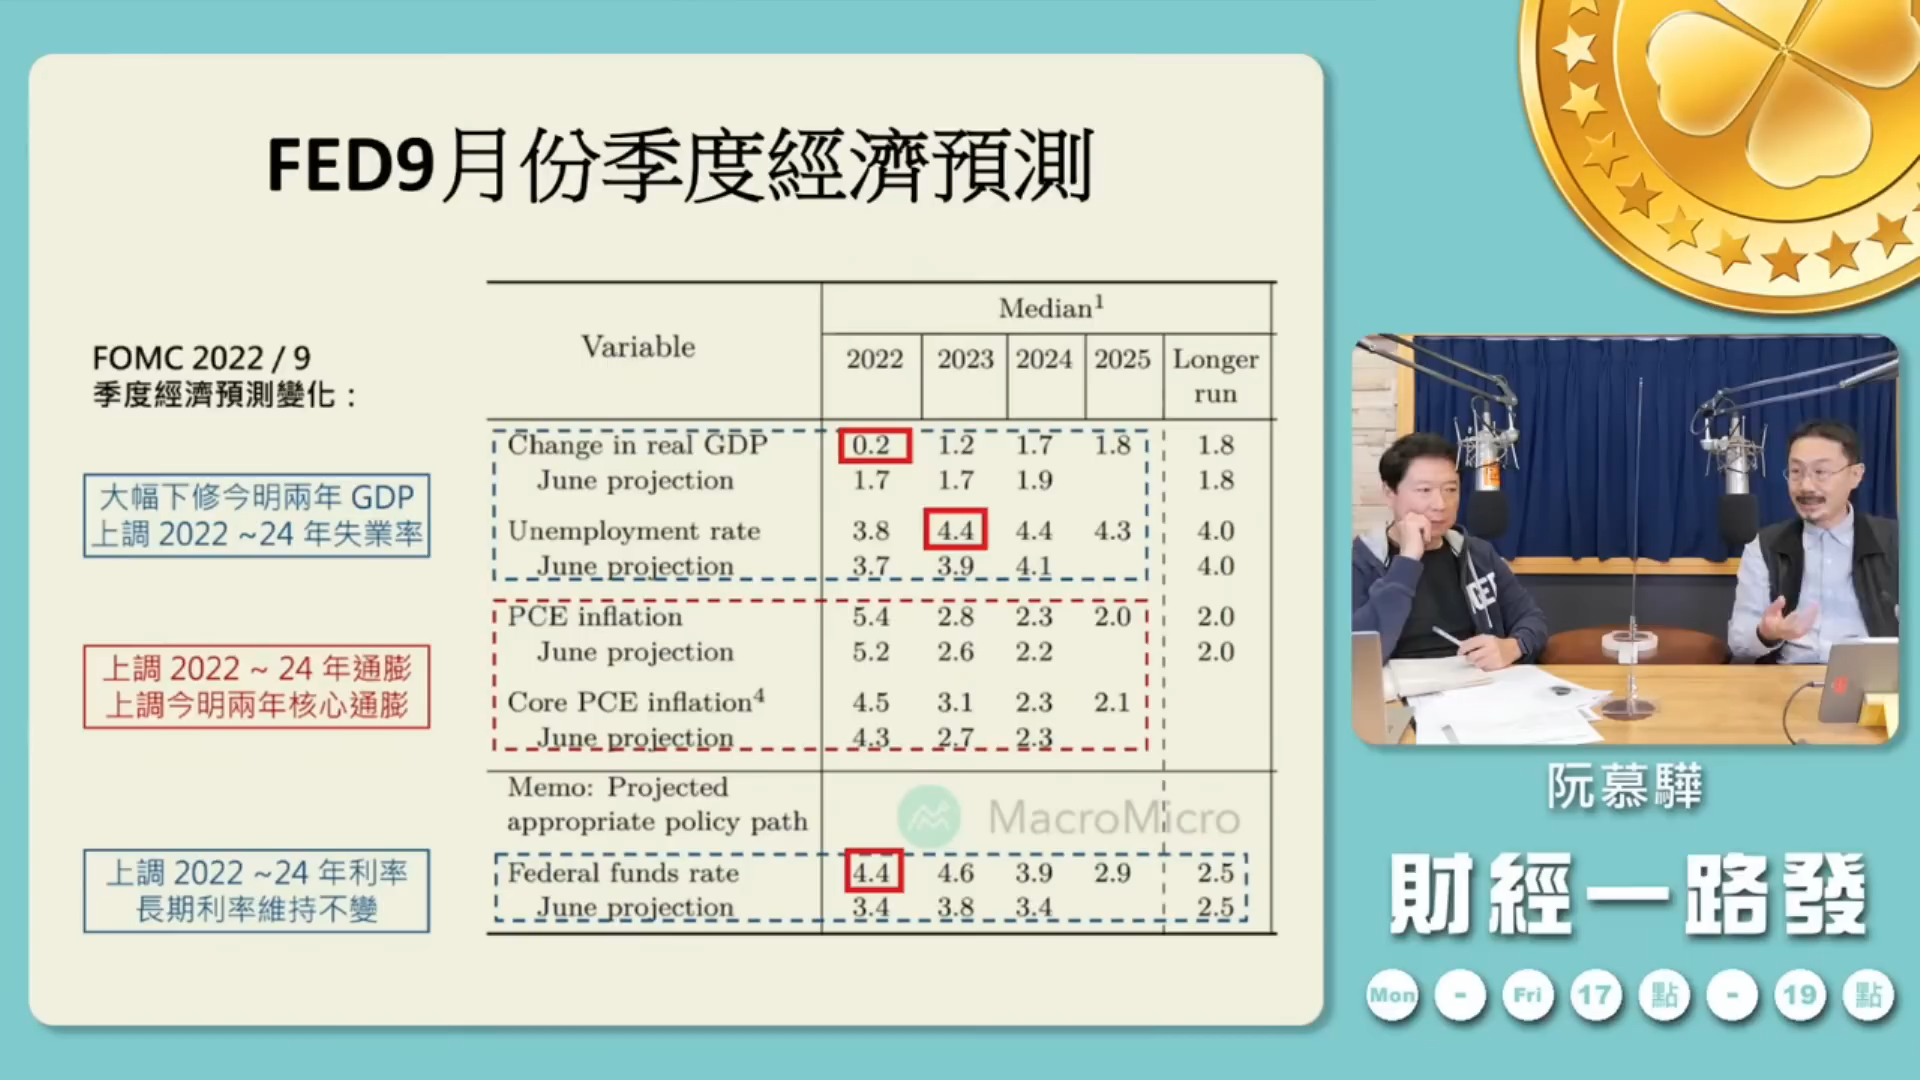 FED9月份季度經濟預測
FOMC 2022 / 9
季度經濟預測變化：
大幅下修今明兩年 GDP
上調 2022 ~24 年失業率
上調 2022 ~ 24 年通膨
上調今明兩年核心通膨
上調 2022 ~24 年利率
長期利率維持不變
Variable
Median1
2022 2023 2024 2025 Longer
run
Change in real GDP 0.2 1.2 1.7 1.8 1.8
June projection 1.7 1.7 1.9 1.8
Unemployment rate 3.8 4.4 4.4 4.3 4.0
June projection 3.7 3.9 4.1 4.0
PCE inflation 5.4 2.8 2.3 2.0 2.0
June projection 5.2 2.6 2.2 2.0
Core PCE inflation4 4.5 3.1 2.3 2.1
June projection 4.3 2.7 2.3
Memo: Projected
appropriate policy path
MacroMicro
Federal funds rate 4.4 4.6 3.9 2.9 2.5
June projection 3.4 3.8 3.4 2.5
阮慕驊
財經一路發
Mon - Fri 17 點 - 19 點